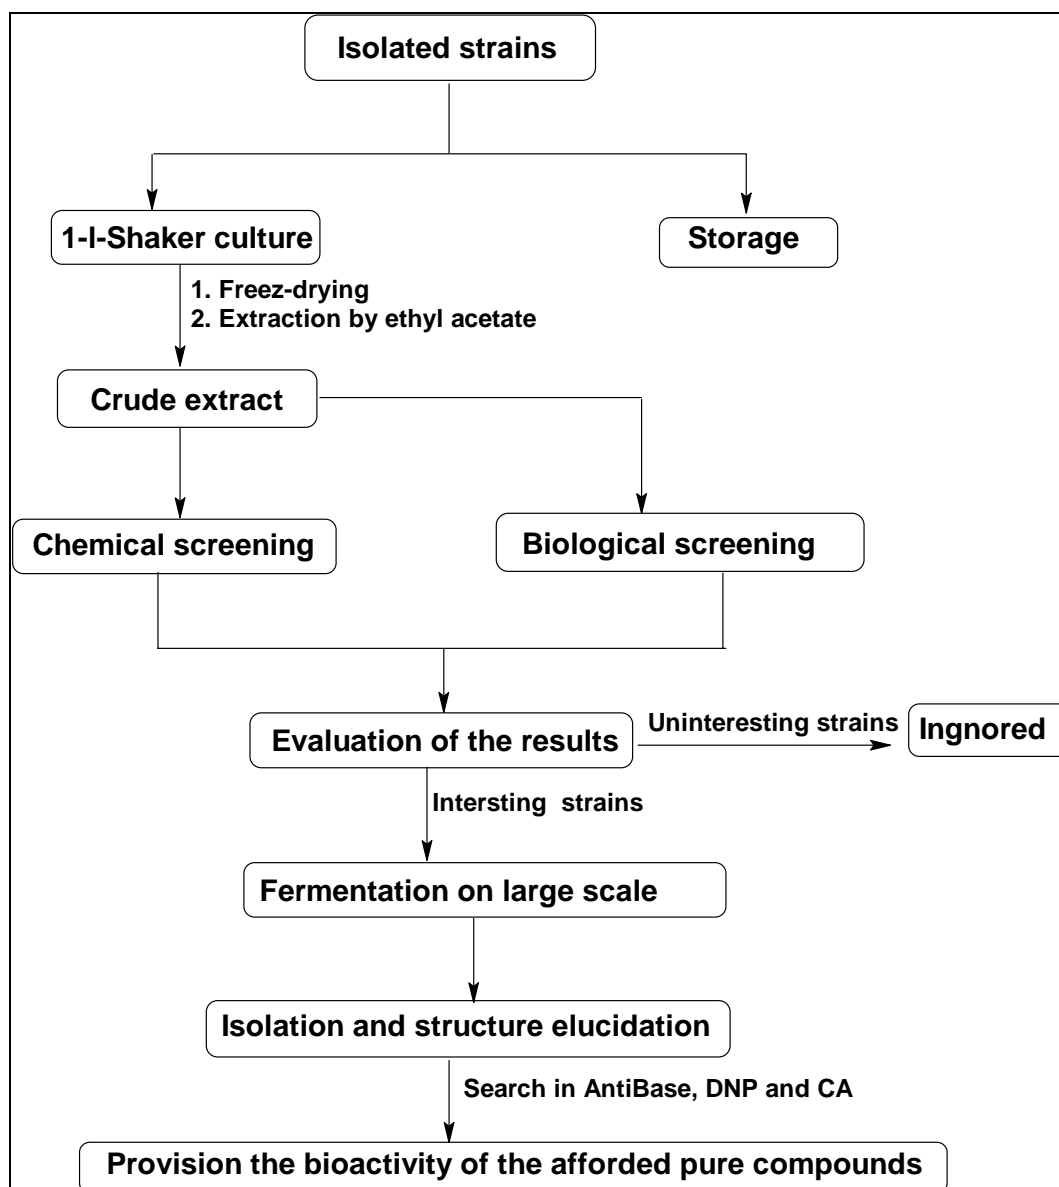 Isolated strains
1-l-Shaker culture
Storage
1. Freez-drying
2. Extraction by ethyl acetate
Crude extract
Chemical screening
Biological screening
Evaluation of the results
Uninteresting strains
Ingnored
Intersting strains
Fermentation on large scale
Isolation and structure elucidation
Search in AntiBase, DNP and CA
Provision the bioactivity of the afforded pure compounds